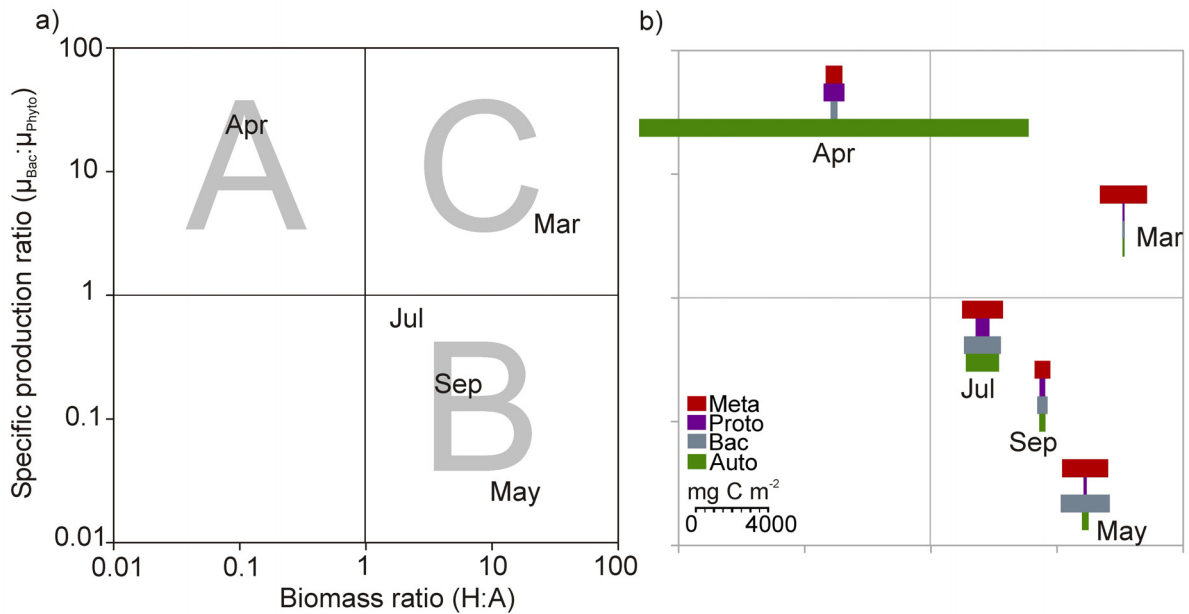 a)
Specific production ratio (μBac:μPhyto)
100
10
1
0.1
0.01
A
Apr
C
Mar
Jul
B
Sep
May
0.01
0.1
1
10
100
Biomass ratio (H:A)
b)
Apr
Mar
Jul
Sep
May
Meta
Proto
Bac
Auto
mg C m-2
0 4000